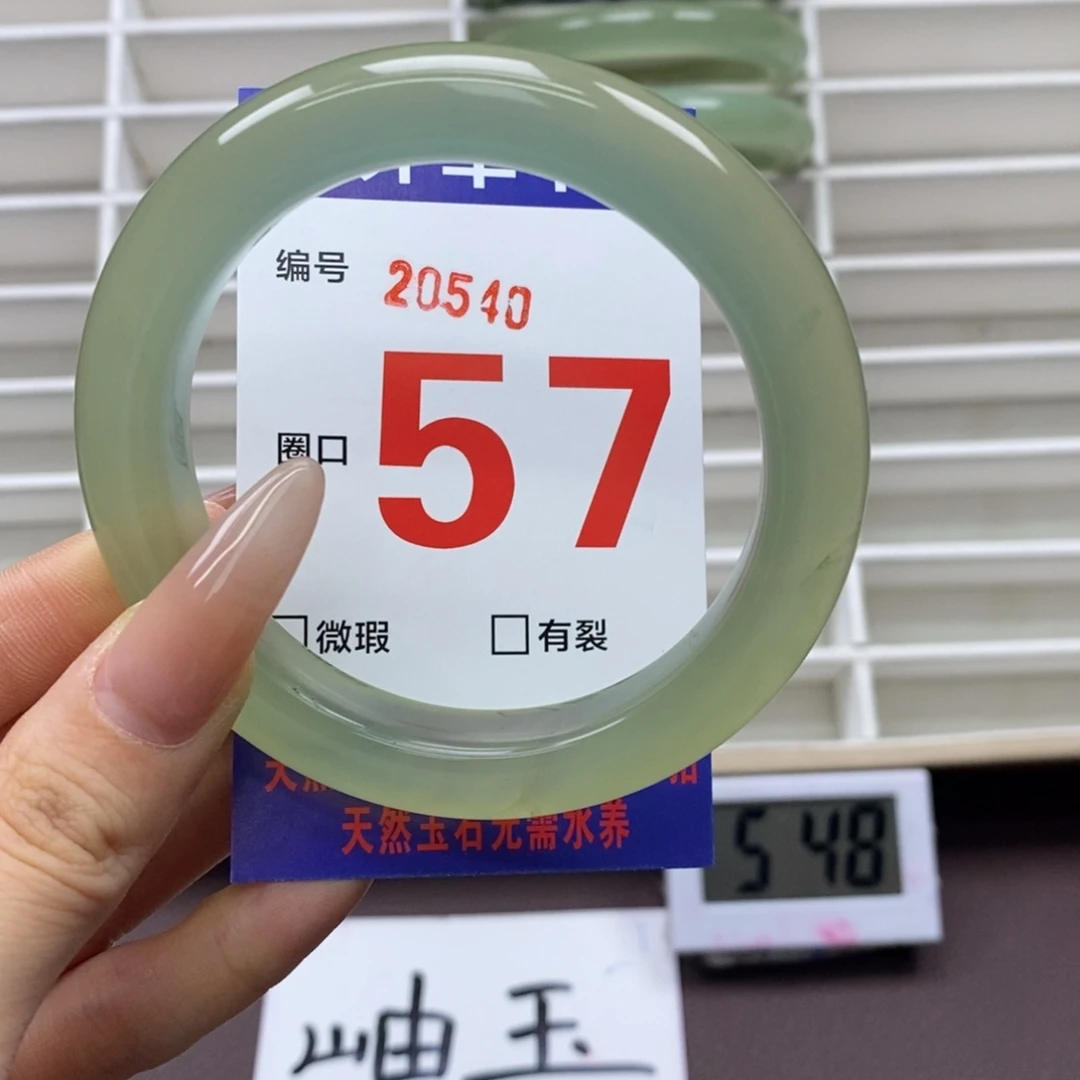 编号 20540
圈口 57
□微瑕 □有裂
天然玉石无需水养
5 48
岫玉